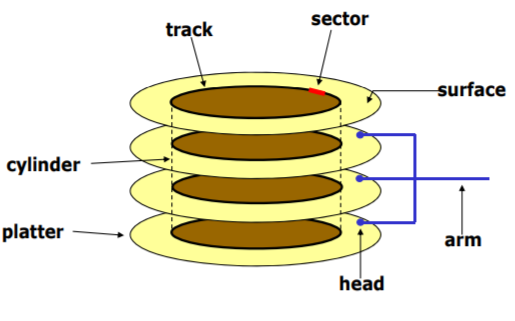 sector
track
surface
cylinder
platter
arm
head